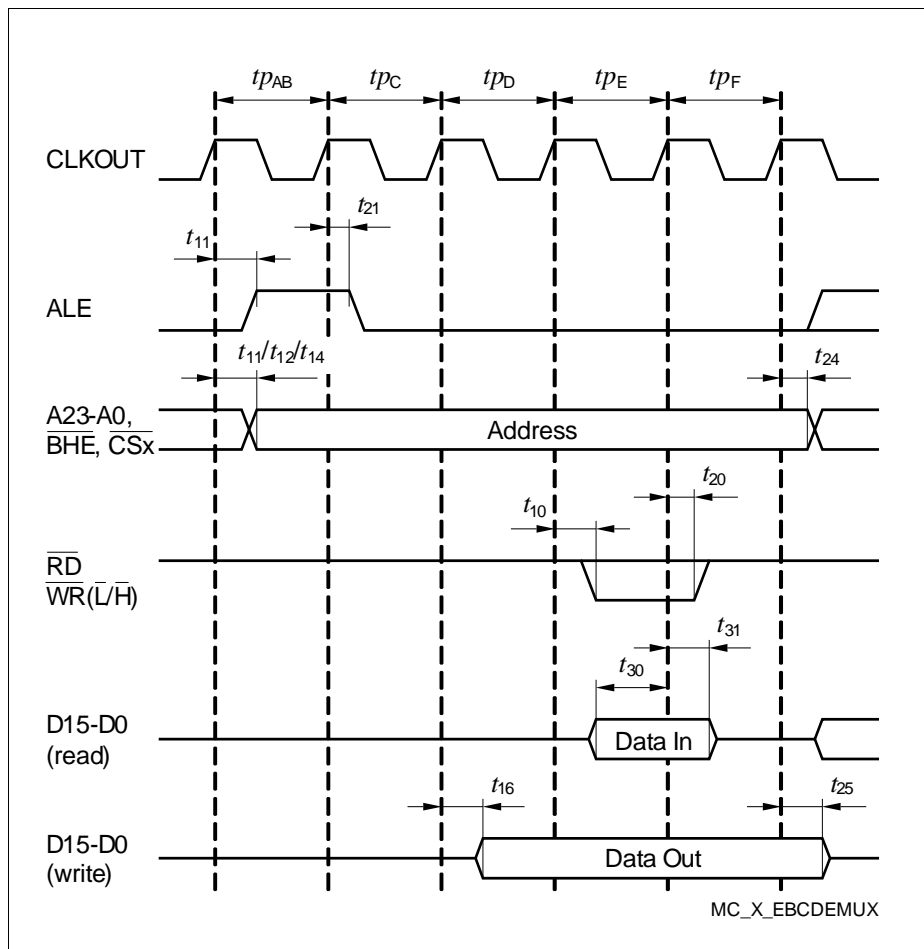 tpAB tpC tpD tpE tpF
CLKOUT
t21
t11
ALE
t11/t12/t14
t24
A23-A0,
BHE, CSx
Address
t20
t10
RD
WR(L/H)
t31
t30
D15-D0
(read)
Data In
t16
t25
D15-D0
(write)
Data Out
MC_X_EBCDEMUX